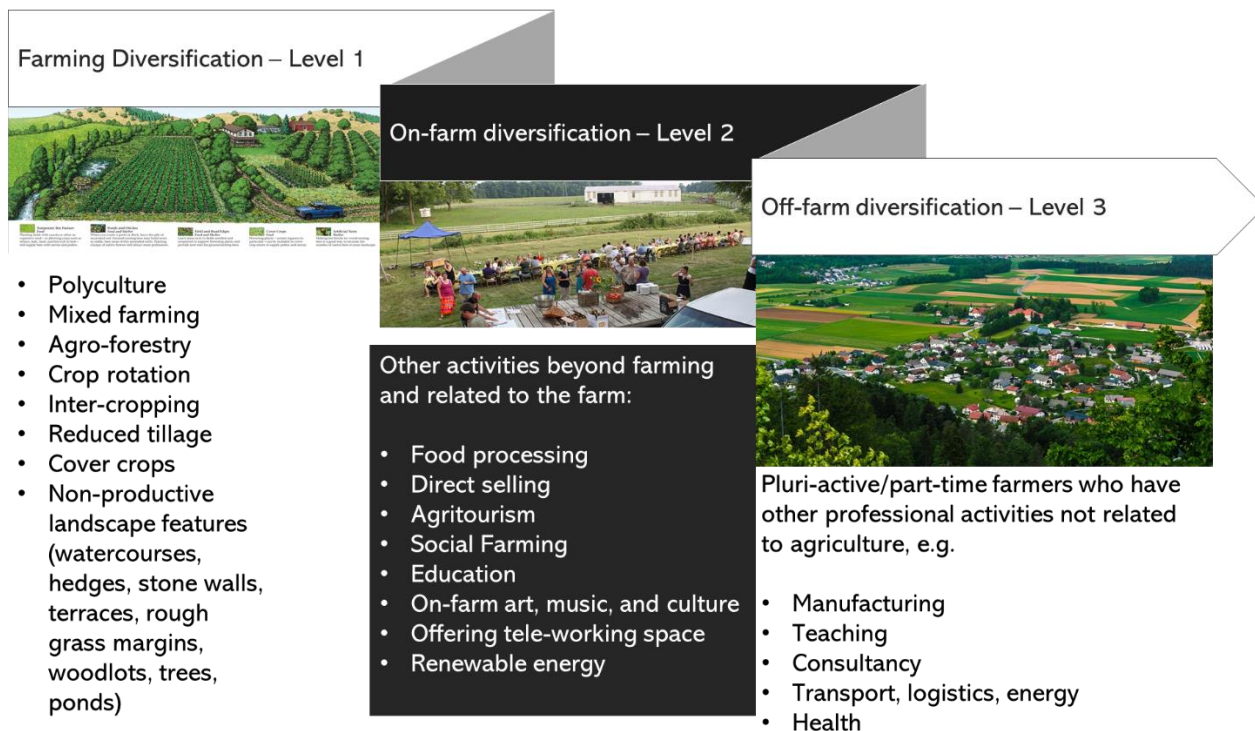 Farming Diversification – Level 1
• Polyculture
• Mixed farming
• Agro-forestry
• Crop rotation
• Inter-cropping
• Reduced tillage
• Cover crops
• Non-productive
landscape features
(watercourses,
hedges, stone walls,
terraces, rough
grass margins,
woodlots, trees,
ponds)
On-farm diversification – Level 2
Other activities beyond farming
and related to the farm:
• Food processing
• Direct selling
• Agritourism
• Social Farming
• Education
• On-farm art, music, and culture
• Offering tele-working space
• Renewable energy
Off-farm diversification – Level 3
Pluri-active/part-time farmers who have
other professional activities not related
to agriculture, e.g.
• Manufacturing
• Teaching
• Consultancy
• Transport, logistics, energy
• Health